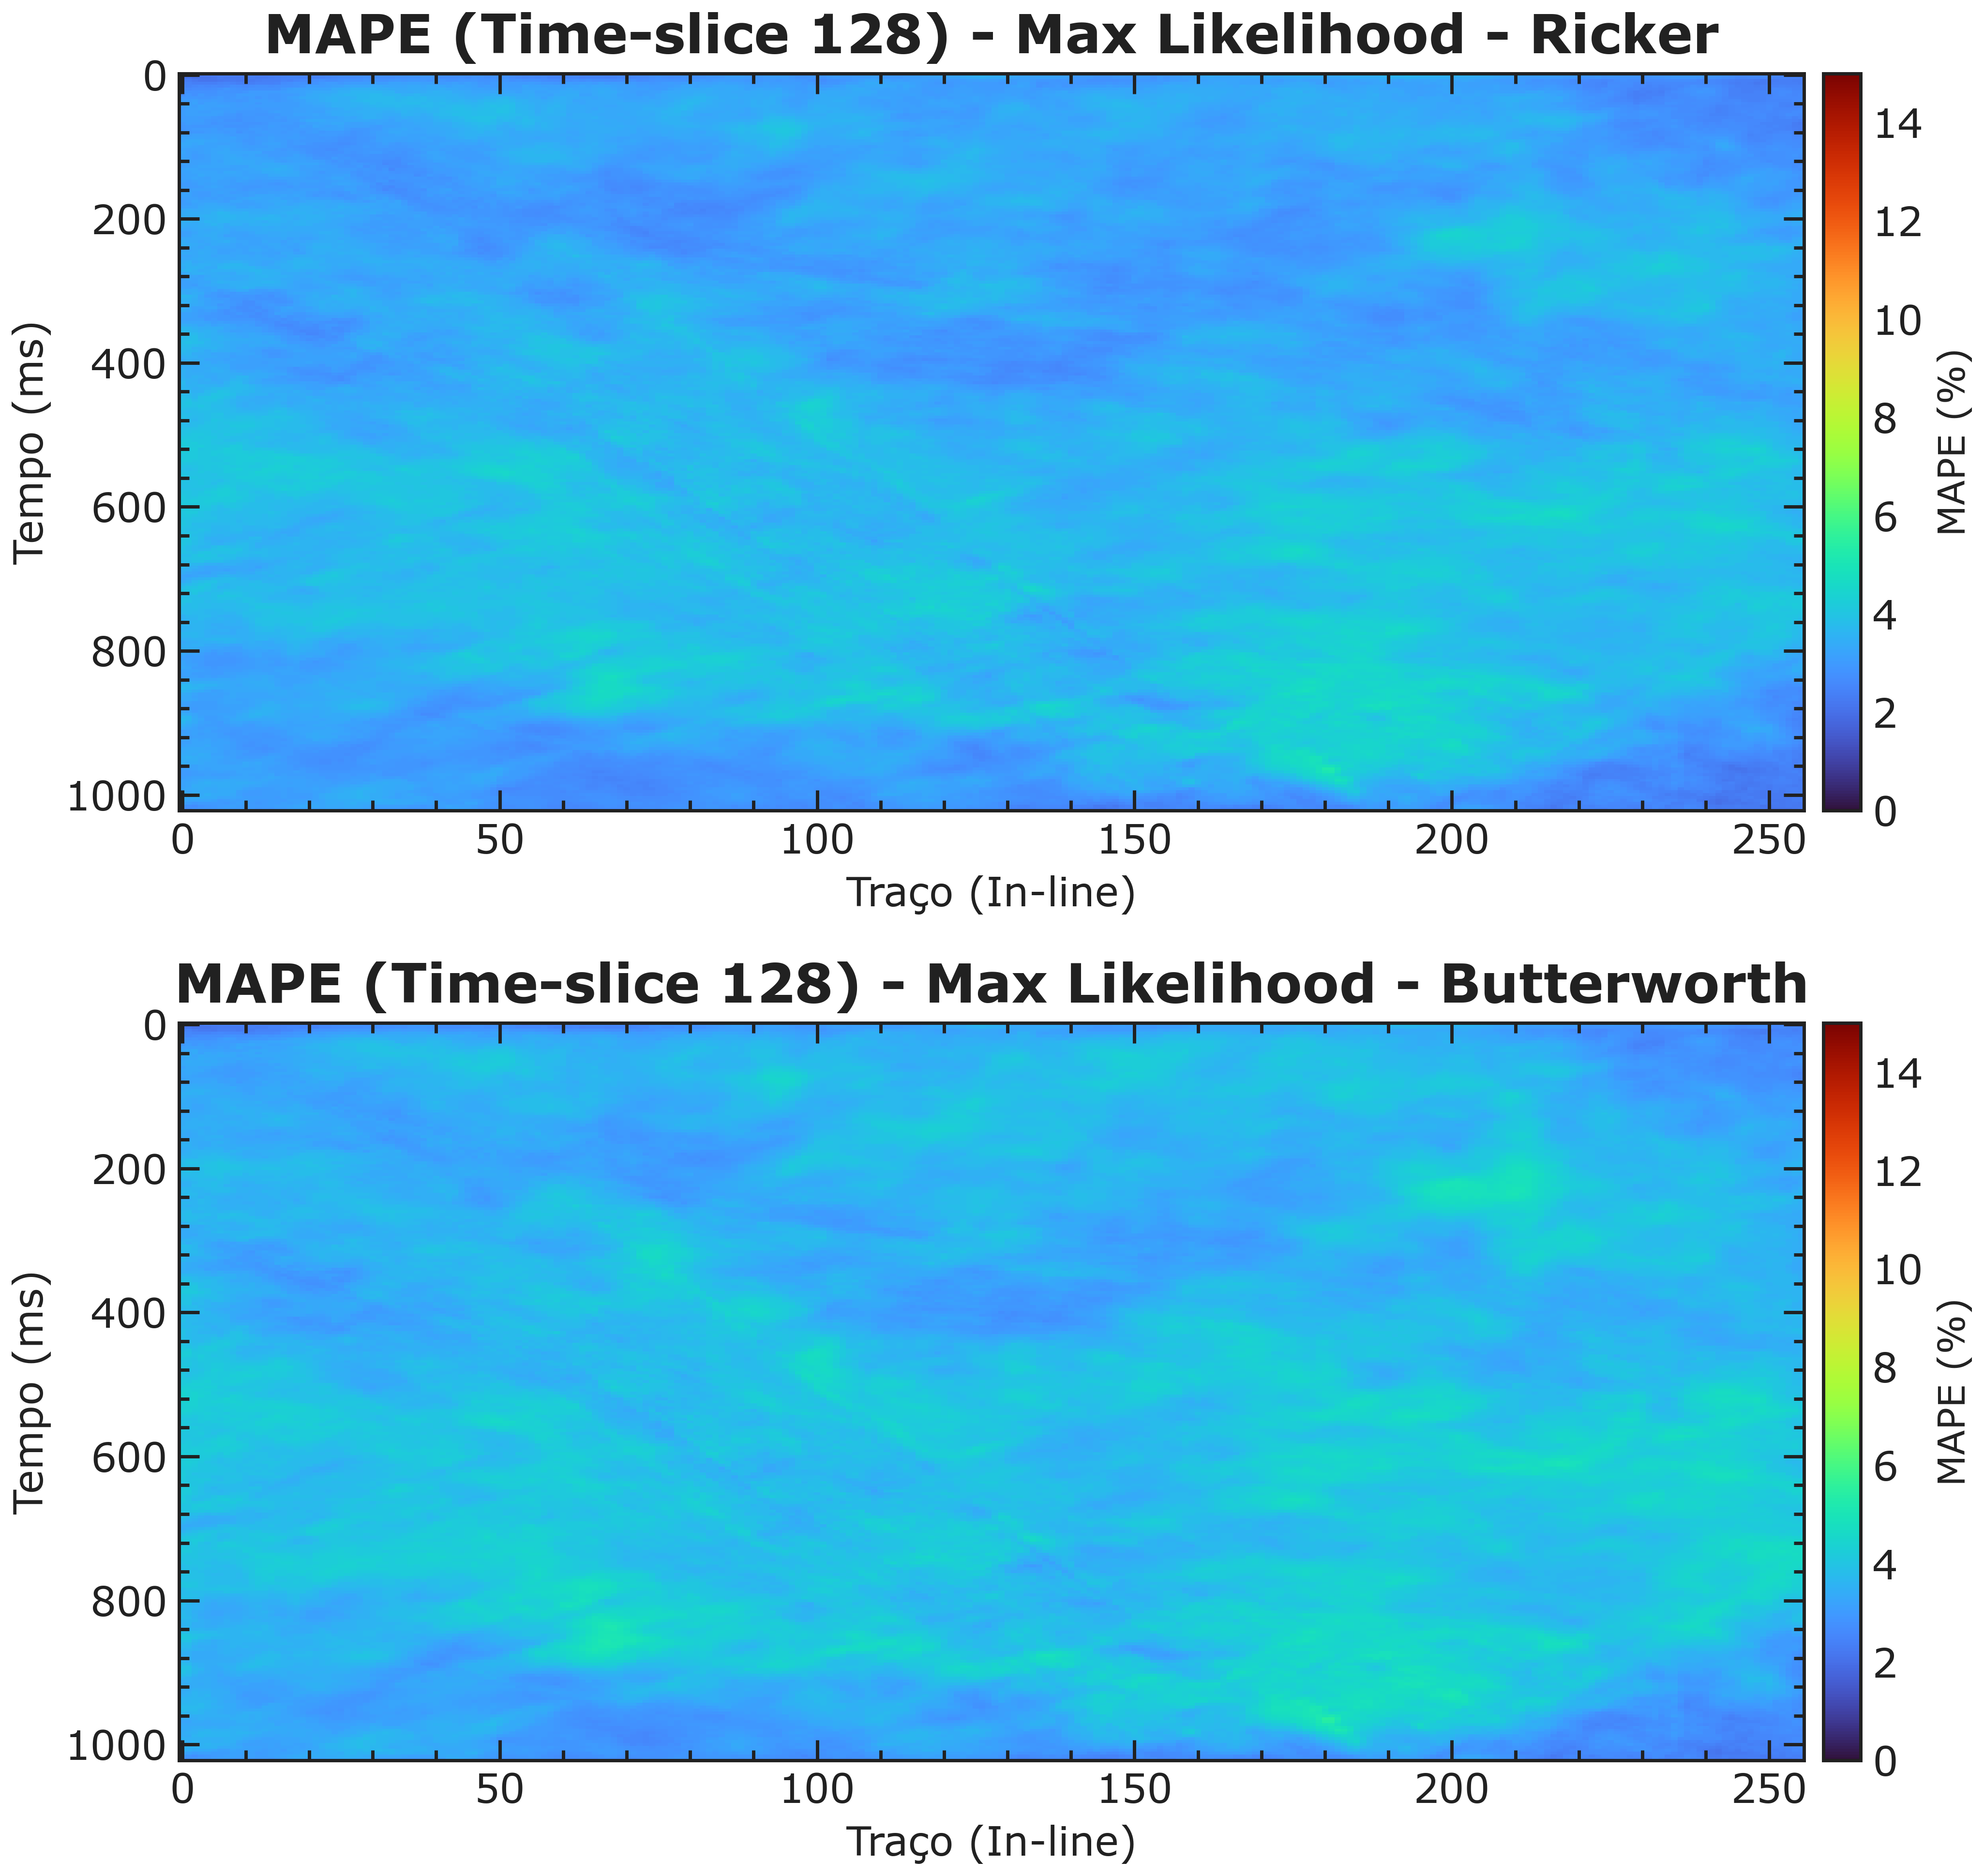 MAPE (Time-slice 128) - Max Likelihood - Ricker
0
200
400
600
800
1000
Tempo (ms)
0 50 100 150 200 250
Traço (In-line)
14
12
10
8
6
4
2
0
MAPE (%)
MAPE (Time-slice 128) - Max Likelihood - Butterworth
0
200
400
600
800
1000
Tempo (ms)
0 50 100 150 200 250
Traço (In-line)
14
12
10
8
6
4
2
0
MAPE (%)